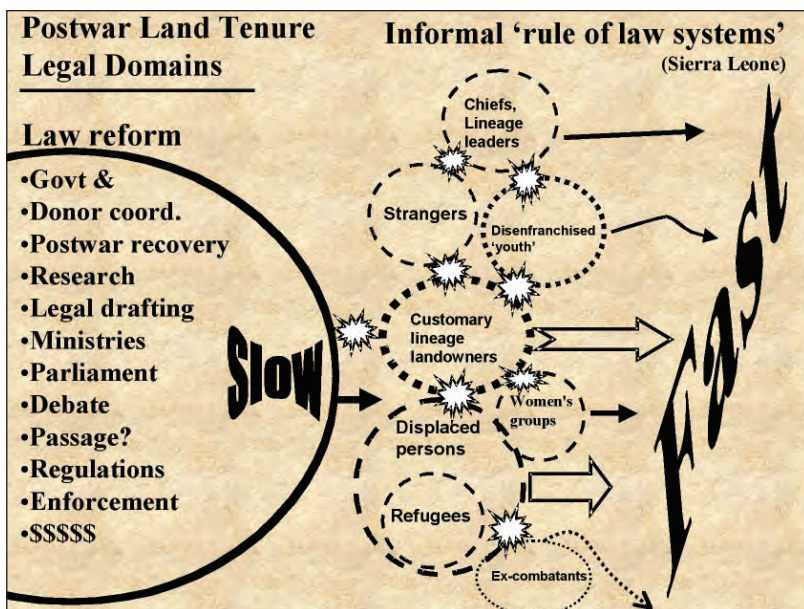 Postwar Land Tenure
Legal Domains
Law reform
•Govt &
•Donor coord.
•Postwar recovery
•Research
•Legal drafting
•Ministries
•Parliament
•Debate
•Passage?
•Regulations
•Enforcement
•$$$$$
Slow
Informal ‘rule of law systems’
(Sierra Leone)
Chiefs,
Lineage
leaders
Strangers
Disenfranchised
‘youth’
Customary
lineage
landowners
Women's
groups
Displaced
persons
Refugees
Ex-combatants
Fast